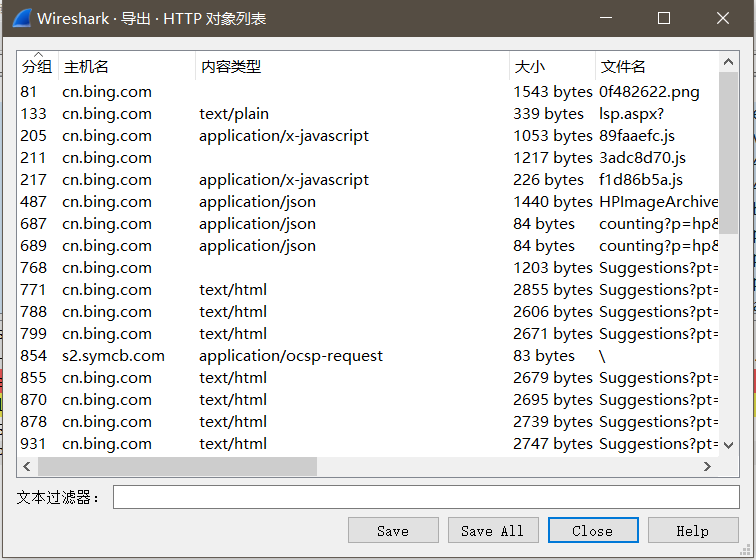 Wireshark · 导出 · HTTP 对象列表
分组 主机名 内容类型 大小 文件名
81 cn.bing.com 1543 bytes 0f482622.png
133 cn.bing.com text/plain 339 bytes lsp.aspx?
205 cn.bing.com application/x-javascript 1053 bytes 89faaefc.js
211 cn.bing.com 1217 bytes 3adc8d70.js
217 cn.bing.com application/x-javascript 226 bytes f1d86b5a.js
487 cn.bing.com application/json 1440 bytes HPImageArchive
687 cn.bing.com application/json 84 bytes counting?p=hp&
689 cn.bing.com application/json 84 bytes counting?p=hp&
768 cn.bing.com 1203 bytes Suggestions?pt=
771 cn.bing.com text/html 2855 bytes Suggestions?pt=
788 cn.bing.com text/html 2606 bytes Suggestions?pt=
799 cn.bing.com text/html 2671 bytes Suggestions?pt=
854 s2.symcb.com application/ocsp-request 83 bytes \
855 cn.bing.com text/html 2679 bytes Suggestions?pt=
870 cn.bing.com text/html 2695 bytes Suggestions?pt=
878 cn.bing.com text/html 2739 bytes Suggestions?pt=
931 cn.bing.com text/html 2747 bytes Suggestions?pt=
文本过滤器：
Save Save All Close Help